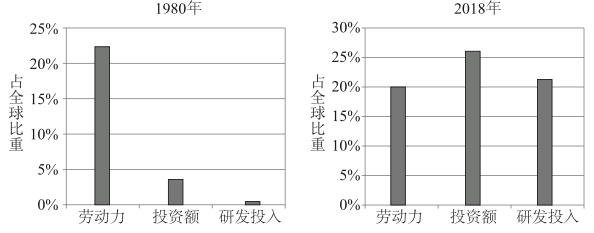 1980年
占全球比重
25%
20%
15%
10%
5%
0%
劳动力 投资额 研发投入
2018年
占全球比重
30%
25%
20%
15%
10%
5%
0%
劳动力 投资额 研发投入